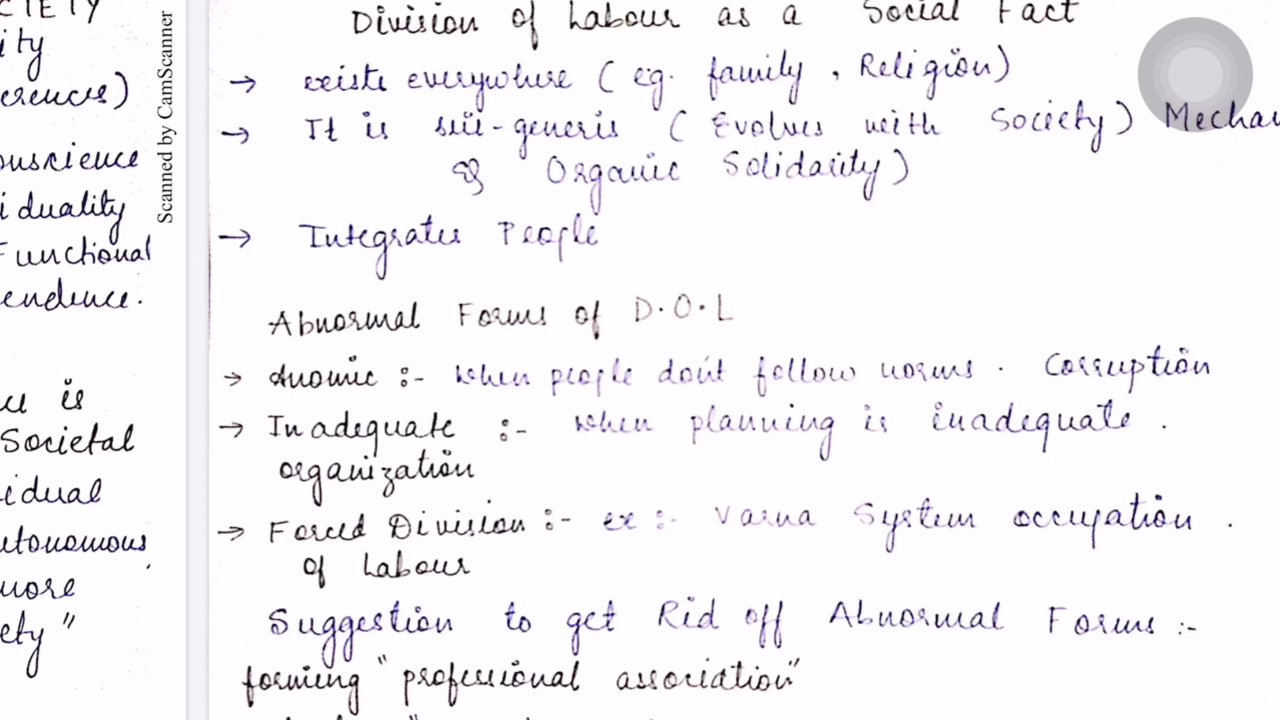 ity
erences)
onscience
iduality
Functional
endence.
is
Societal
idual
utonomous
more
ety"
Scanned by CamScanner
Division of Labour as a Social Fact
→ exists everywhere (eg. family, Religion)
→ It is sui-generis (Evolves with Society) Mechan
& Organic Solidarity)
→ Integrates People
Abnormal Forms of D.O.L
→ Anomic :- when people don't follow norms. Corruption
→ Inadequate :- when planning is inadequate.
organization
→ Forced Division :- ex :- Varna System occupation.
of Labour
Suggestion to get Rid off Abnormal Forms :-
forming "professional association"